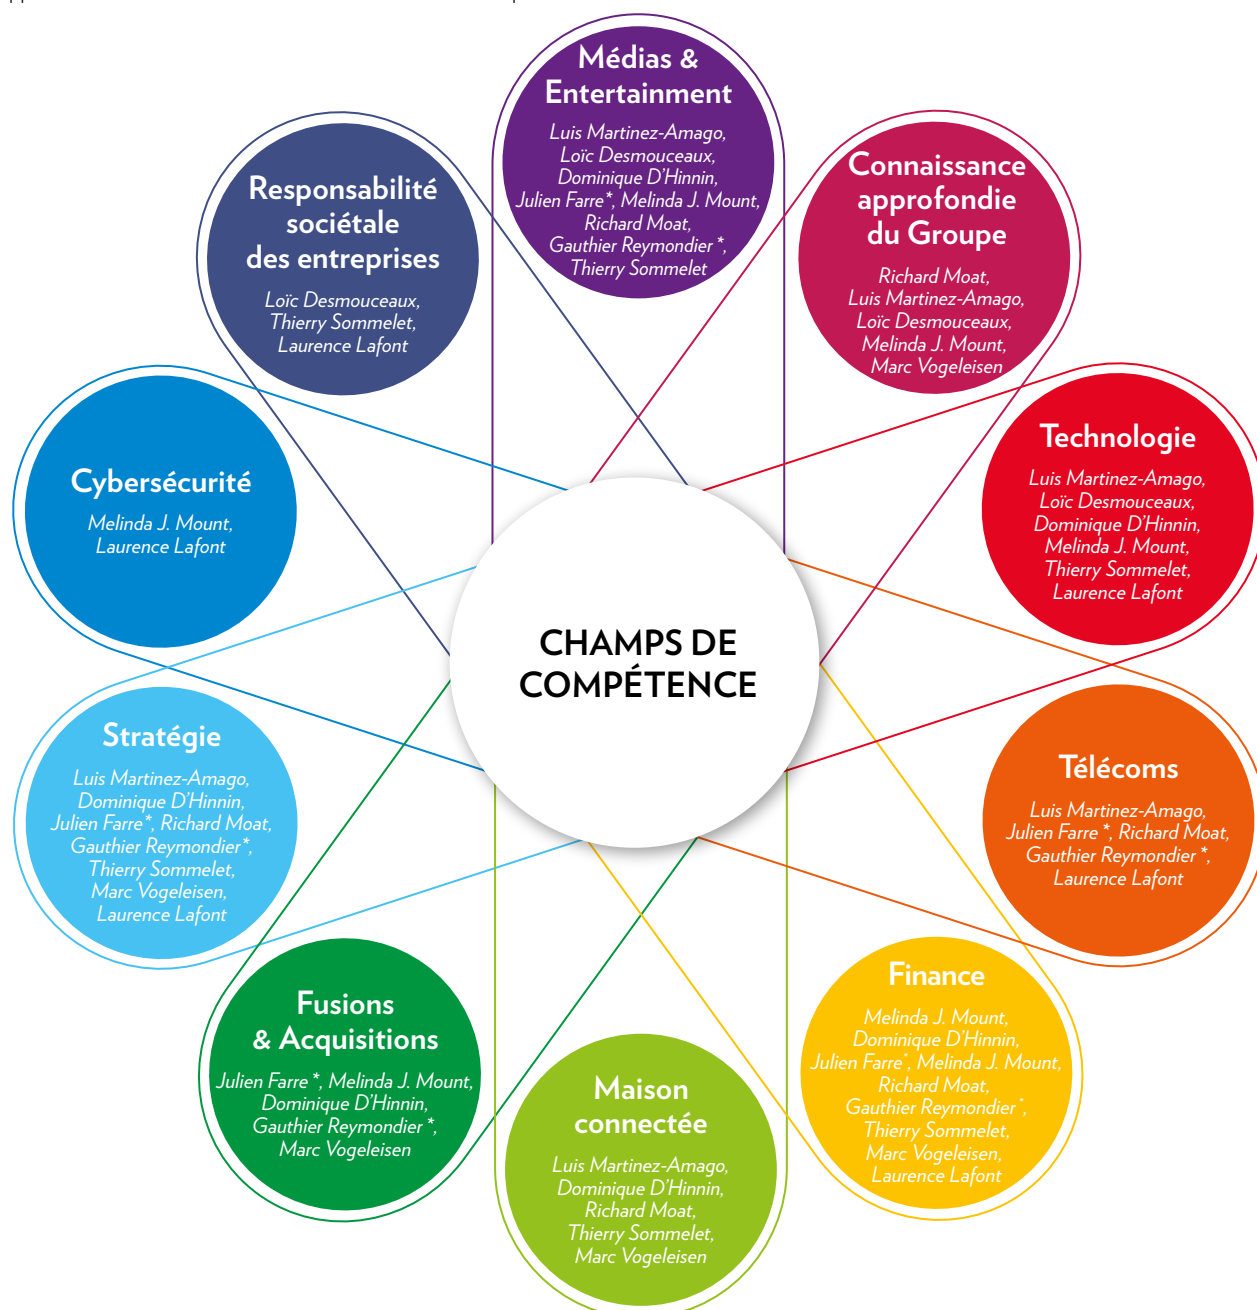 Médias &
Entertainment
Luis Martinez-Amago,
Loïc Desmouceaux,
Dominique D'Hinnin,
Julien Farre*, Melinda J. Mount,
Richard Moat,
Gauthier Reymondier*,
Thierry Sommelet
Connaissance
approfondie
du Groupe
Richard Moat,
Luis Martinez-Amago,
Loïc Desmouceaux,
Melinda J. Mount,
Marc Vogeleisen
Responsabilité
sociétale
des entreprises
Loïc Desmouceaux,
Thierry Sommelet,
Laurence Lafont
Technologie
Luis Martinez-Amago,
Loïc Desmouceaux,
Dominique D'Hinnin,
Melinda J. Mount,
Thierry Sommelet,
Laurence Lafont
Cybersécurité
Melinda J. Mount,
Laurence Lafont
CHAMPS DE
COMPÉTENCE
Stratégie
Luis Martinez-Amago,
Dominique D'Hinnin,
Julien Farre*, Richard Moat,
Gauthier Reymondier*,
Thierry Sommelet,
Marc Vogeleisen,
Laurence Lafont
Télécoms
Luis Martinez-Amago,
Julien Farre*, Richard Moat,
Gauthier Reymondier*,
Laurence Lafont
Fusions
& Acquisitions
Julien Farre*, Melinda J. Mount,
Dominique D'Hinnin,
Gauthier Reymondier*,
Marc Vogeleisen
Finance
Melinda J. Mount,
Dominique D'Hinnin,
Julien Farre*, Melinda J. Mount,
Richard Moat,
Gauthier Reymondier*,
Thierry Sommelet,
Marc Vogeleisen,
Laurence Lafont
Maison
connectée
Luis Martinez-Amago,
Dominique D'Hinnin,
Richard Moat,
Thierry Sommelet,
Marc Vogeleisen